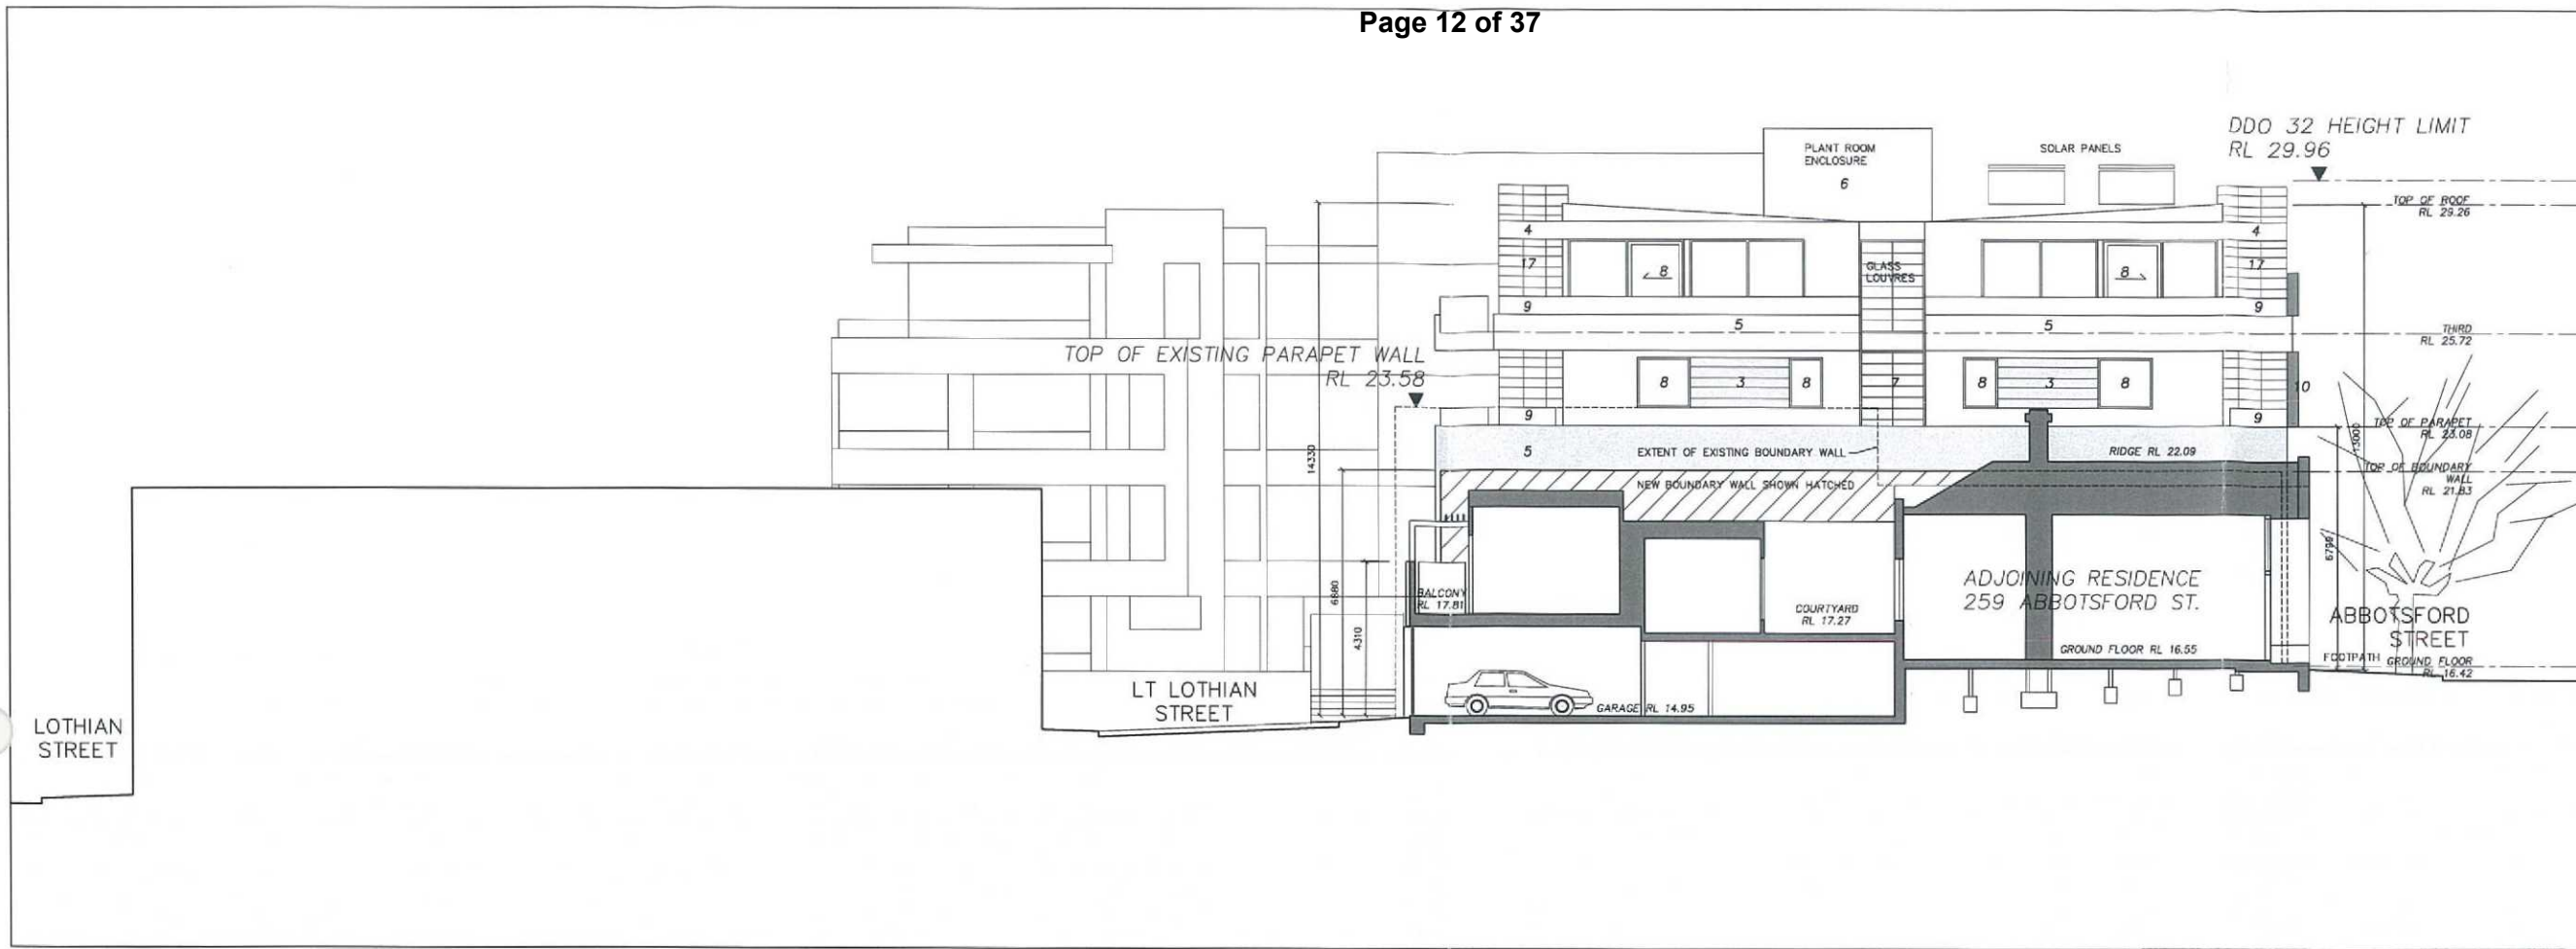 Page 12 of 37
DDO 32 HEIGHT LIMIT
RL 29.96
PLANT ROOM
ENCLOSURE
6
SOLAR PANELS
TOP OF ROOF
RL 29.26
4
4
17
8
GLASS
LOUVRES
8
17
9
9
5
5
THIRD
RL 25.72
TOP OF EXISTING PARAPET WALL
RL 23.58
8
3
8
7
8
3
8
10
9
9
TOP OF PARAPET
RL 23.08
14330
13000
5
EXTENT OF EXISTING BOUNDARY WALL
RIDGE RL 22.09
NEW BOUNDARY WALL SHOWN HATCHED
TOP OF BOUNDARY
WALL
RL 21.83
6880
4310
BALCONY
RL 17.81
COURTYARD
RL 17.27
ADJOINING RESIDENCE
259 ABBOTSFORD ST.
GROUND FLOOR RL 16.55
ABBOTSFORD
STREET
FOOTPATH
GROUND FLOOR
RL 16.42
LT LOTHIAN
STREET
GARAGE RL 14.95
LOTHIAN
STREET